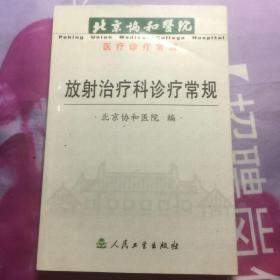 北京协和医院
Peking Union Medical College Hospital
医疗诊疗常规
放射治疗科诊疗常规
·北京协和医院 编·
人民卫生出版社
【切